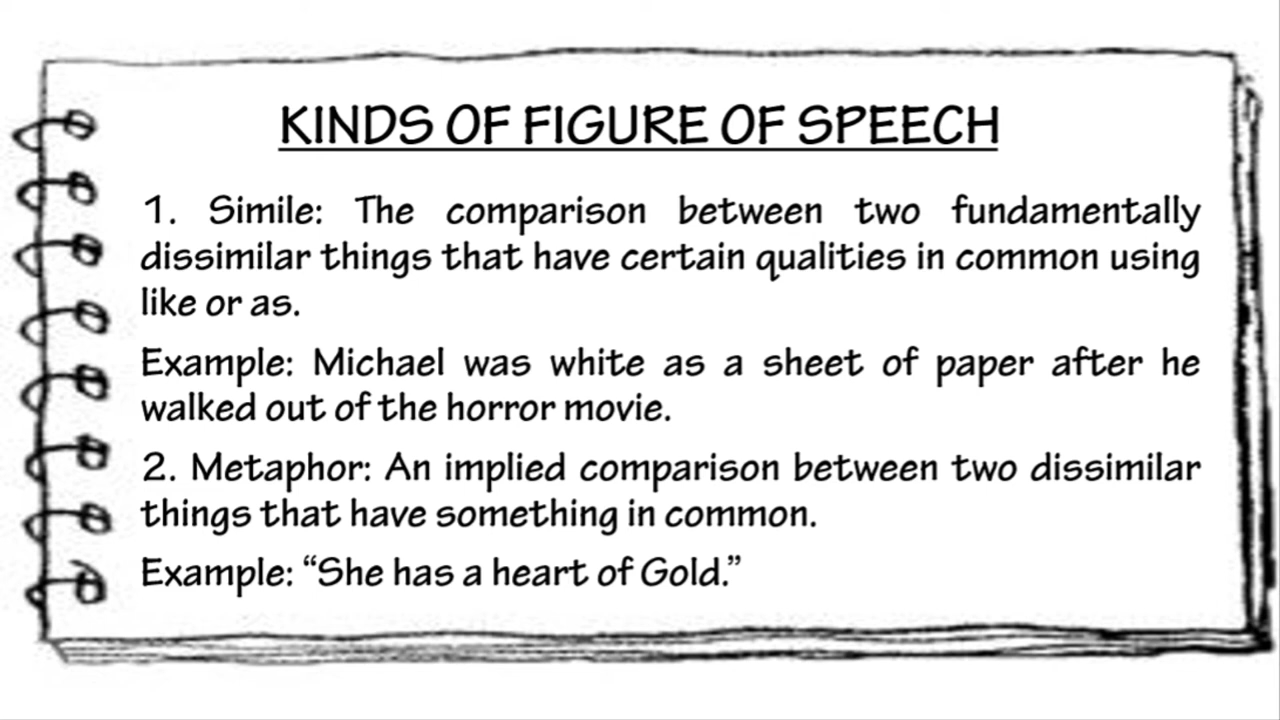 KINDS OF FIGURE OF SPEECH
1. Simile: The comparison between two fundamentally
dissimilar things that have certain qualities in common using
like or as.
Example: Michael was white as a sheet of paper after he
walked out of the horror movie.
2. Metaphor: An implied comparison between two dissimilar
things that have something in common.
Example: “She has a heart of Gold.”